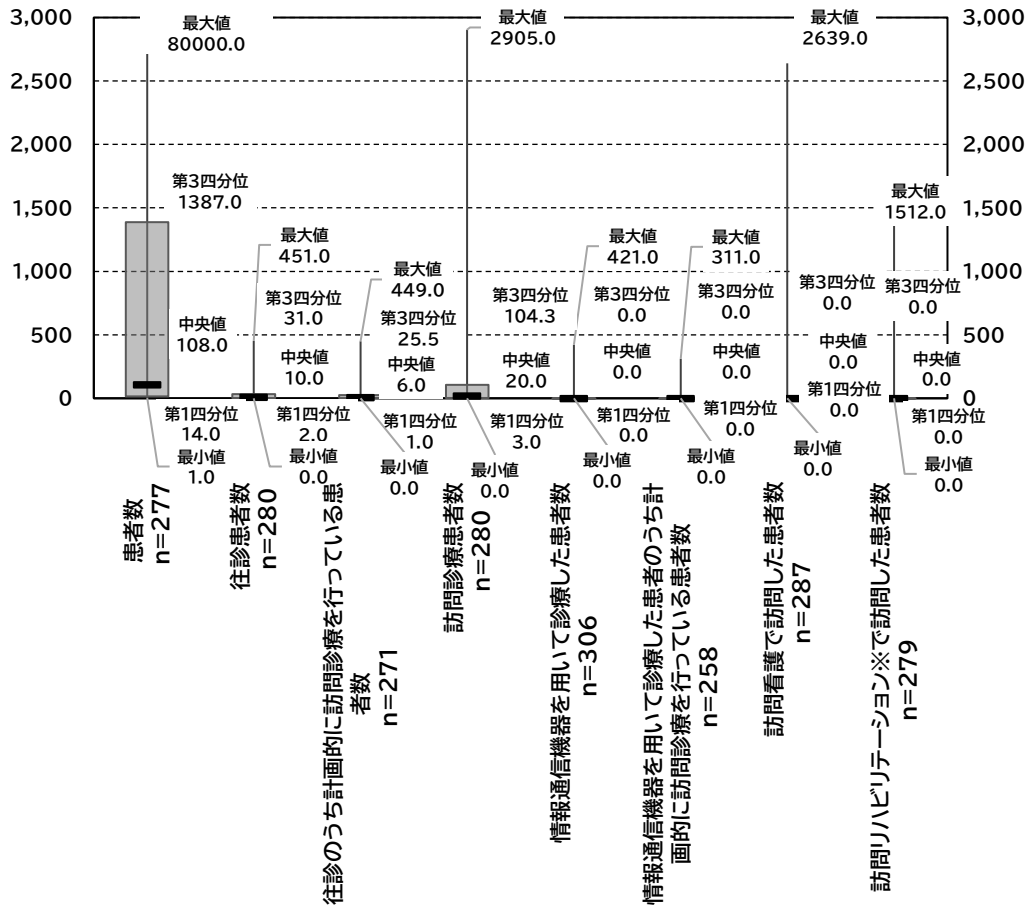 3,000
2,500
2,000
1,500
1,000
500
0
3,000
2,500
2,000
1,500
1,000
500
0
最大値
80000.0
第3四分位
1387.0
中央値
108.0
第1四分位
14.0
最小値
1.0
最大値
451.0
第3四分位
31.0
中央値
10.0
第1四分位
2.0
最小値
0.0
最大値
449.0
第3四分位
25.5
中央値
6.0
第1四分位
1.0
最小値
0.0
最大値
2905.0
第3四分位
104.3
中央値
20.0
第1四分位
3.0
最小値
0.0
最大値
421.0
第3四分位
0.0
中央値
0.0
第1四分位
0.0
最小値
0.0
最大値
311.0
第3四分位
0.0
中央値
0.0
第1四分位
0.0
最小値
0.0
最大値
2639.0
第3四分位
0.0
中央値
0.0
第1四分位
0.0
最小値
0.0
最大値
1512.0
第3四分位
0.0
中央値
0.0
第1四分位
0.0
最小値
0.0
患者数
n=277
往診患者数
n=280
往診のうち計画的に訪問診療を行っている患
者数
n=271
訪問診療患者数
n=280
情報通信機器を用いて診療した患者数
n=306
情報通信機器を用いて診療した患者のうち計
画的に訪問診療を行っている患者数
n=258
訪問看護で訪問した患者数
n=287
訪問リハビリテーション※で訪問した患者数
n=279